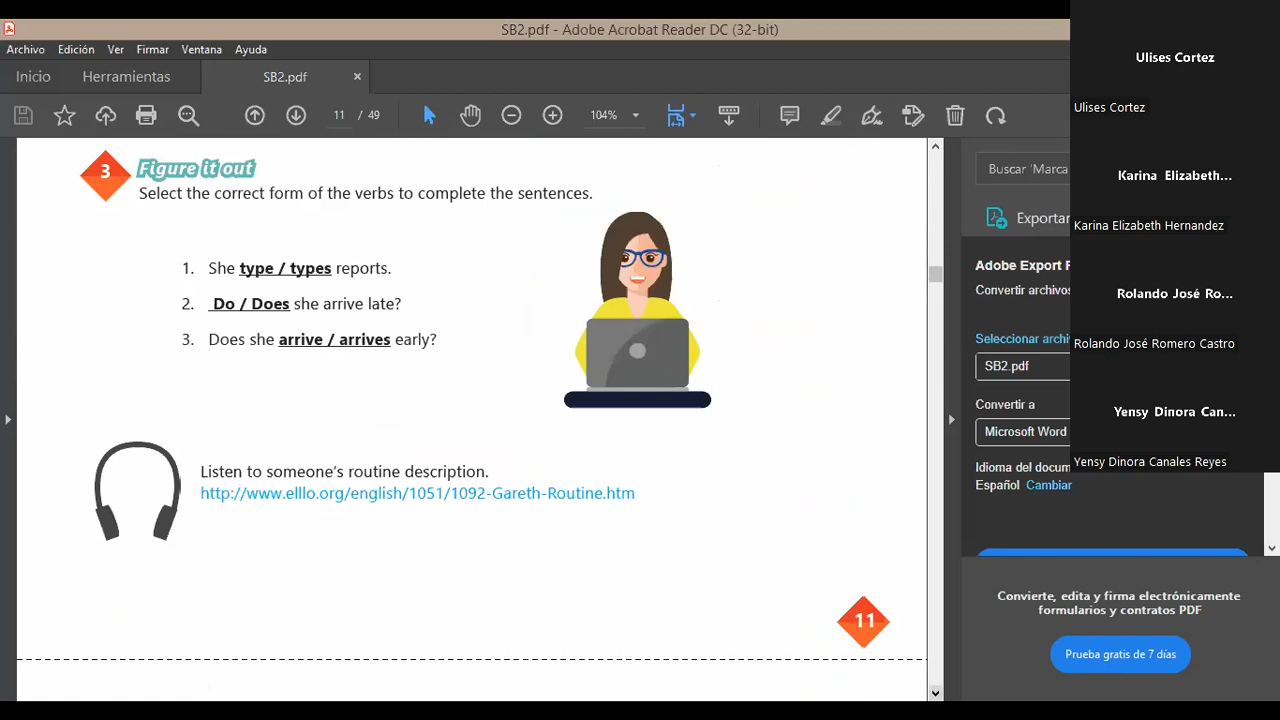 SB2.pdf - Adobe Acrobat Reader DC (32-bit)
Archivo Edición Ver Firmar Ventana Ayuda
Inicio Herramientas SB2.pdf ×
11 / 49 104%
3 Figure it out
Select the correct form of the verbs to complete the sentences.
1. She type / types reports.
2. Do / Does she arrive late?
3. Does she arrive / arrives early?
Listen to someone's routine description.
http://www.elllo.org/english/1051/1092-Gareth-Routine.htm
11
Buscar 'Marca
Exportar
Adobe Export
Convertir archivos
Seleccionar archi
SB2.pdf
Convertir a
Microsoft Word
Idioma del docum
Español Cambiar
Convierte, edita y firma electrónicamente
formularios y contratos PDF
Prueba gratis de 7 días
Ulises Cortez
Ulises Cortez
Karina Elizabeth...
Karina Elizabeth Hernandez
Rolando José Ro...
Rolando José Romero Castro
Yensy Dinora Can...
Yensy Dinora Canales Reyes